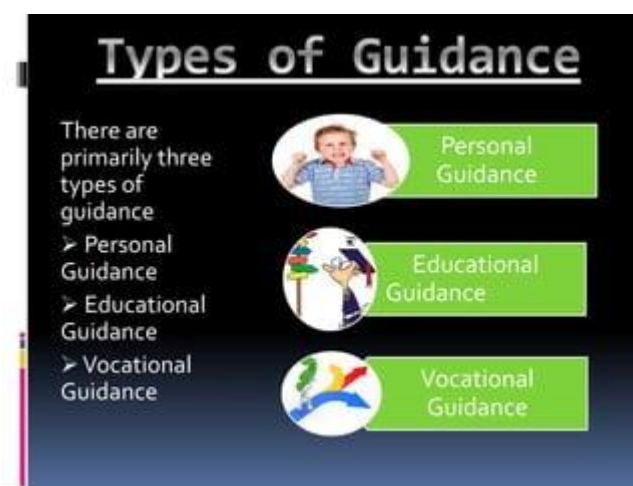 Types of Guidance
There are
primarily three
types of
guidance
➢ Personal
Guidance
➢ Educational
Guidance
➢ Vocational
Guidance
Personal
Guidance
Educational
Guidance
Vocational
Guidance